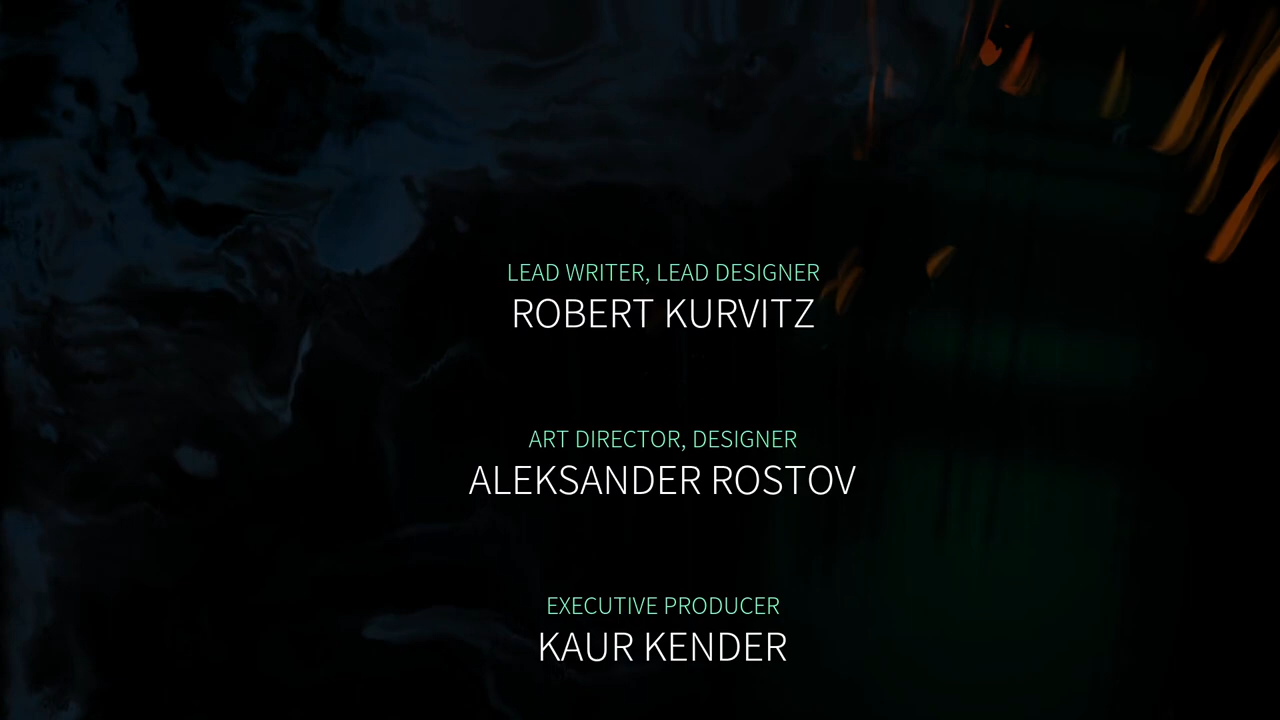 LEAD WRITER, LEAD DESIGNER
ROBERT KURVITZ
ART DIRECTOR, DESIGNER
ALEKSANDER ROSTOV
EXECUTIVE PRODUCER
KAUR KENDER